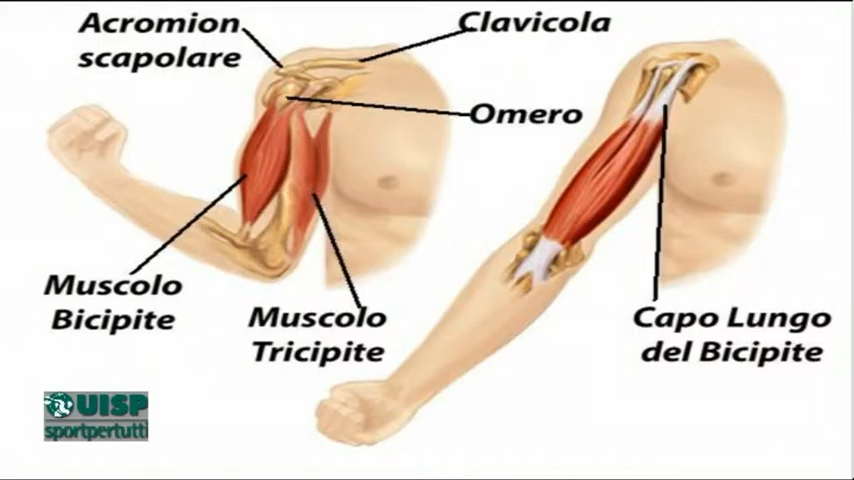 Acromion
scapolare
Clavicola
Omero
Muscolo
Bicipite
Muscolo
Tricipite
Capo Lungo
del Bicipite
UISP
sportpertutti